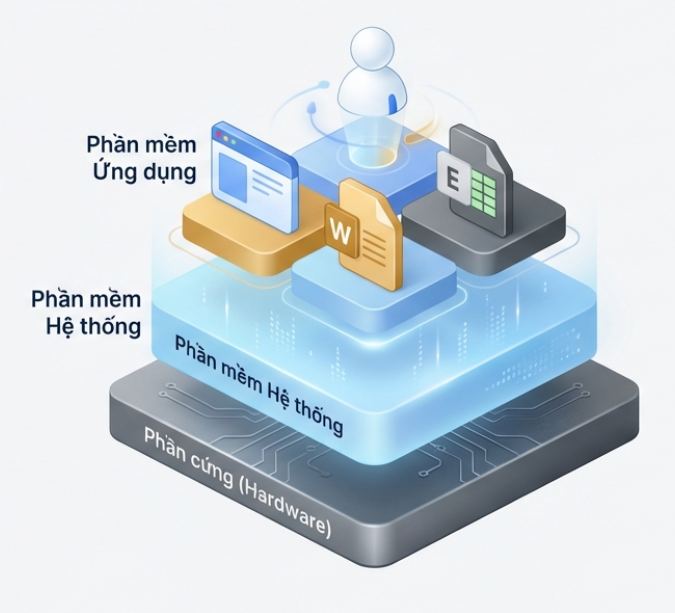 Phần mềm
Ứng dụng
E
W
Phần mềm
Hệ thống
Phần mềm Hệ thống
Phần cứng (Hardware)